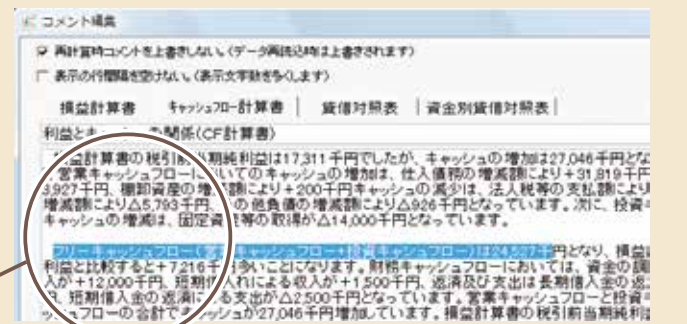 コメント編集
再計算時コメントを上書きしない。(データ再読込時は上書きされます)
表示の行間隔を空けない。(表示文字数を多くします)
損益計算書 キャッシュフロー計算書 貸借対照表 資金別貸借対照表
利益とキャッシュの関係(CF計算書)
計算書の税引前当期純利益は17,311千円でしたが、キャッシュの増加は27,046千円とな
営業キャッシュフローにおいてのキャッシュの増加は、仕入債務の増減額により+31,819千円
3,927千円、棚卸資産の増減額により+200千円キャッシュの減少は、法人税等の支払額により
増減額により△5,793千円、その他負債の増減額により△926千円となっています。次に、投資
キャッシュの増減は、固定資産等の取得が△14,000千円となっています。
フリーキャッシュフロー(営業キャッシュフロー+投資キャッシュフロー)は24,527千円となり、損益
利益と比較すると+7,216千円多いことになります。財務キャッシュフローにおいては、資金の調
入が+12,000千円、短期借入れによる収入が+1,500千円、返済及び支出は長期借入金の返
円、短期借入金の返済による支出が△2,500千円となっています。営業キャッシュフローと投資
ッシュフローの合計でキャッシュが27,046千円増加しています。損益計算書の税引前当期純利